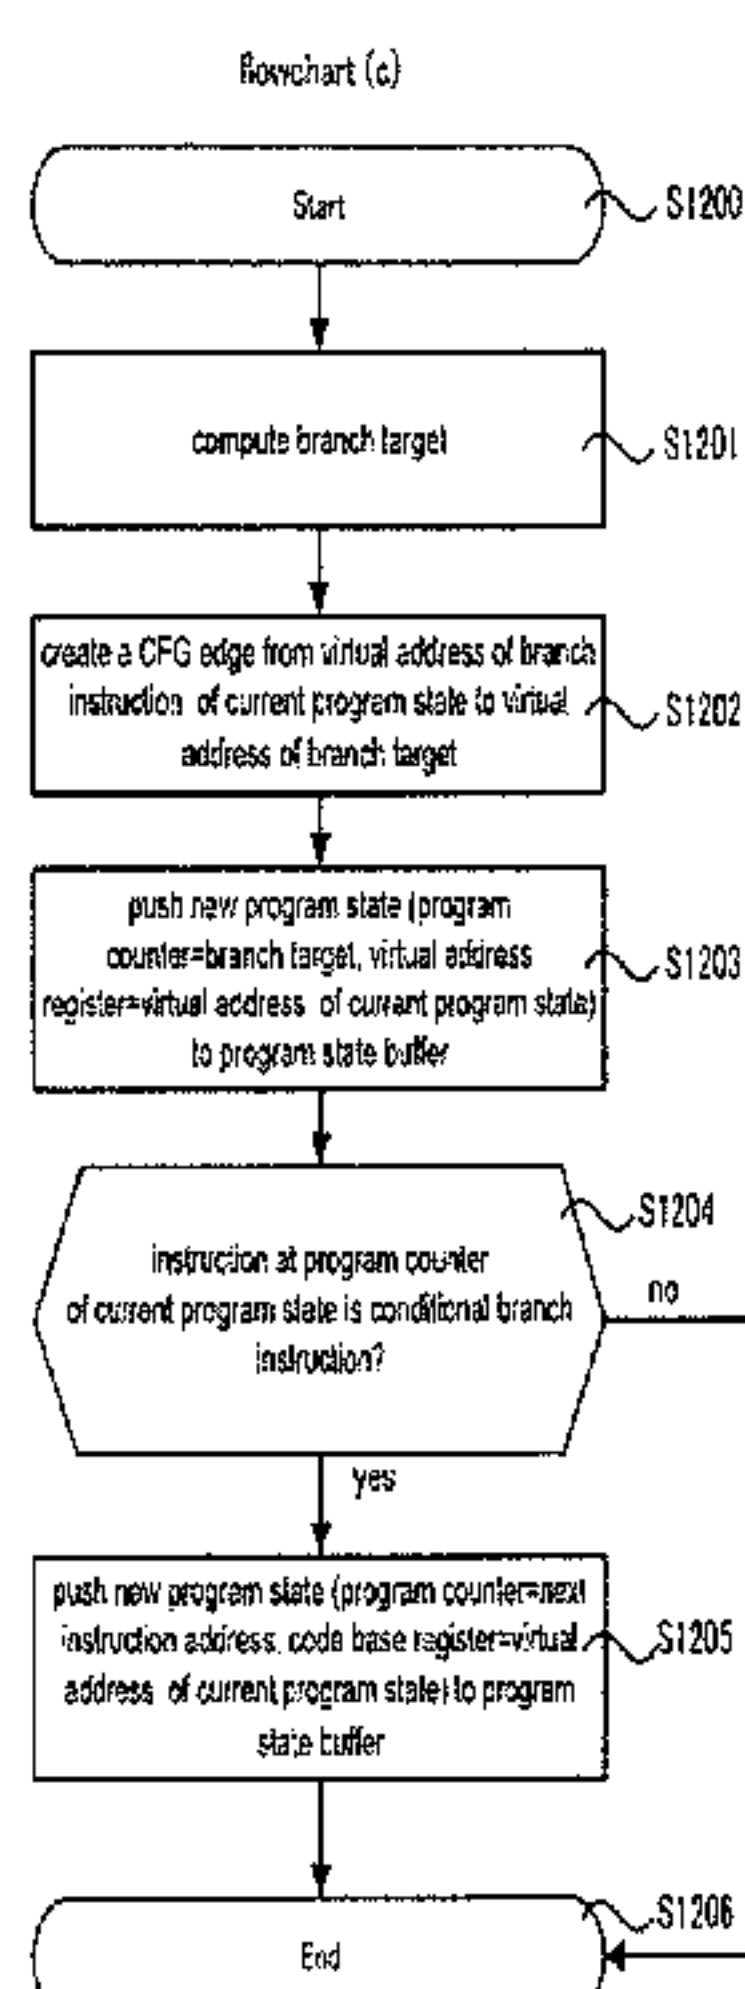 flowchart (c)
Start
S1200
compute branch target
S1201
create a CFG edge from virtual address of branch
instruction of current program state to virtual
address of branch target
S1202
push new program state (program
counter=branch target, virtual address
register=virtual address of current program state)
to program state buffer
S1203
instruction at program counter
of current program state is conditional branch
instruction?
S1204
no
yes
push new program state (program counter=next
instruction address, code base register=virtual
address of current program state) to program
state buffer
S1205
End
S1206